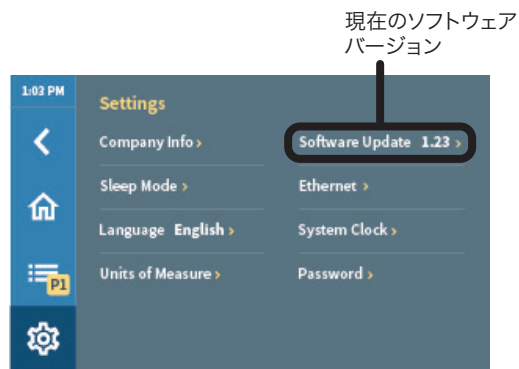 現在のソフトウェア
バージョン
1:03 PM
Settings
Company Info >
Software Update 1.23 >
Sleep Mode >
Ethernet >
Language English >
System Clock >
Units of Measure >
Password >
P1